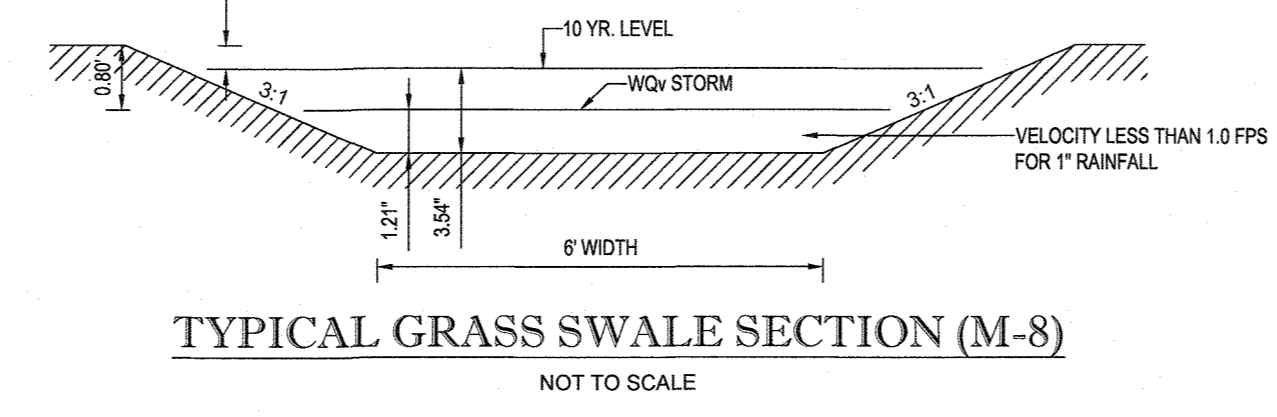 10 YR. LEVEL
0.80'
3:1
WQv STORM
3:1
VELOCITY LESS THAN 1.0 FPS
FOR 1" RAINFALL
1.21"
3.54"
6' WIDTH
TYPICAL GRASS SWALE SECTION (M-8)
NOT TO SCALE